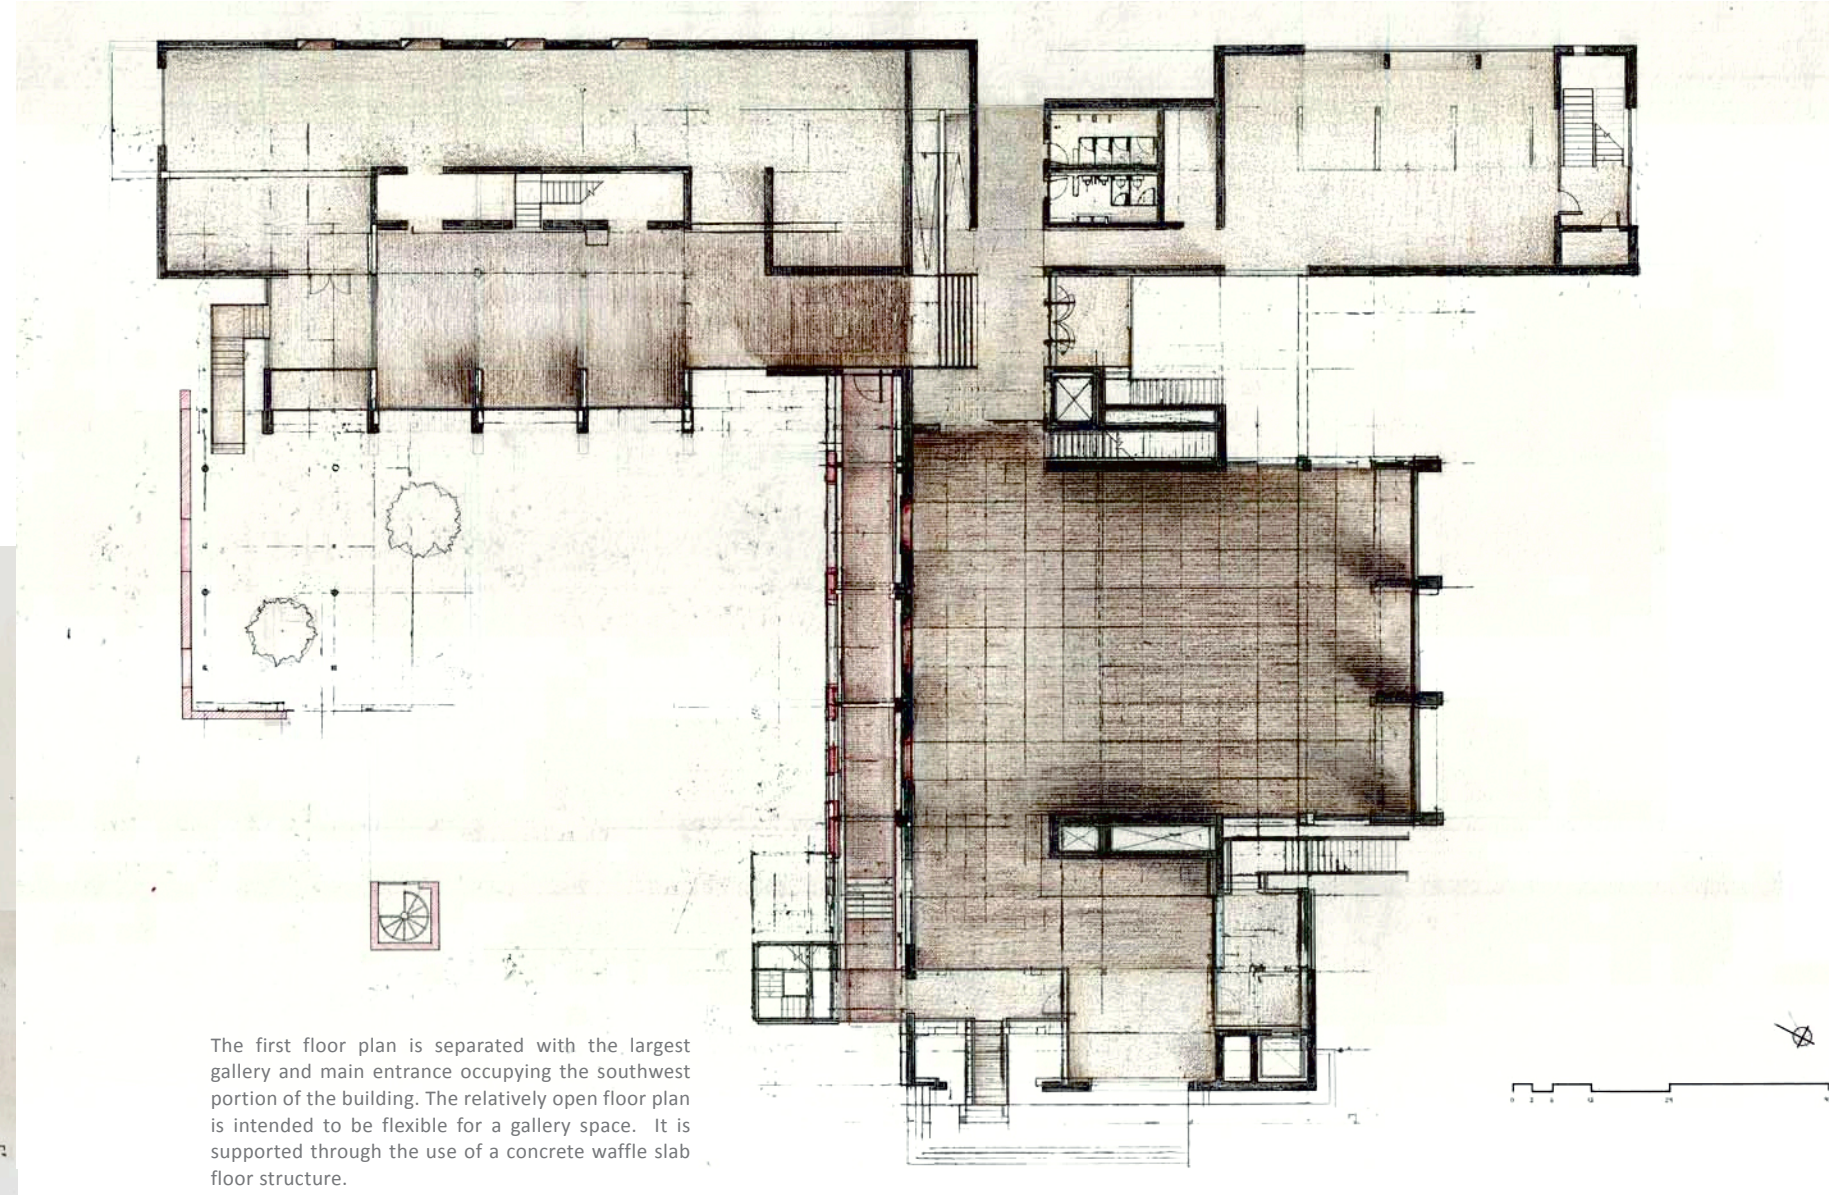 The first floor plan is separated with the largest
gallery and main entrance occupying the southwest
portion of the building. The relatively open floor plan
is intended to be flexible for a gallery space. It is
supported through the use of a concrete waffle slab
floor structure.